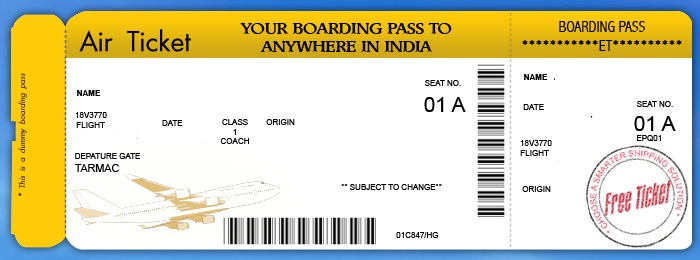 * This is a dummy boarding pass
Air Ticket
YOUR BOARDING PASS TO
ANYWHERE IN INDIA
NAME
18V3770
FLIGHT
DATE
CLASS
1
COACH
ORIGIN
SEAT NO.
01 A
DEPATURE GATE
TARMAC
** SUBJECT TO CHANGE**
01C847/HG
BOARDING PASS
***********ET***********
NAME .
DATE
SEAT NO.
01 A
EPQ01
18V3770
FLIGHT
ORIGIN
CHOOSE A SMARTER SHIPPING SOLUTION
Free Ticket